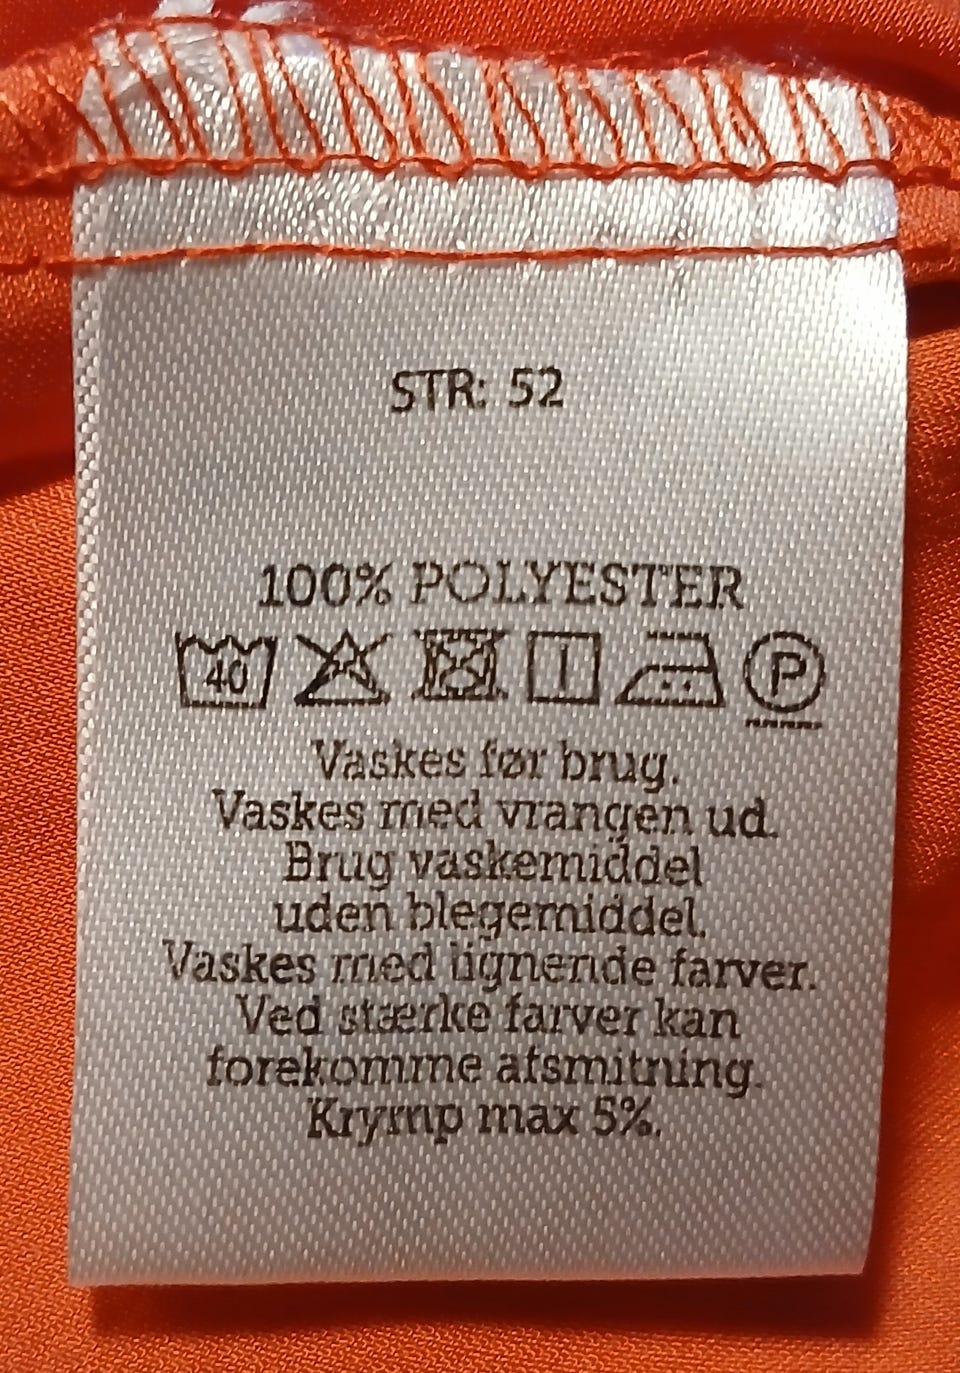 STR: 52
100% POLYESTER
40 P
Vaskes før brug.
Vaskes med vrangen ud.
Brug vaskemiddel
uden blegemiddel.
Vaskes med lignende farver.
Ved stærke farver kan
forekomme afsmitning.
Krymp max 5%.